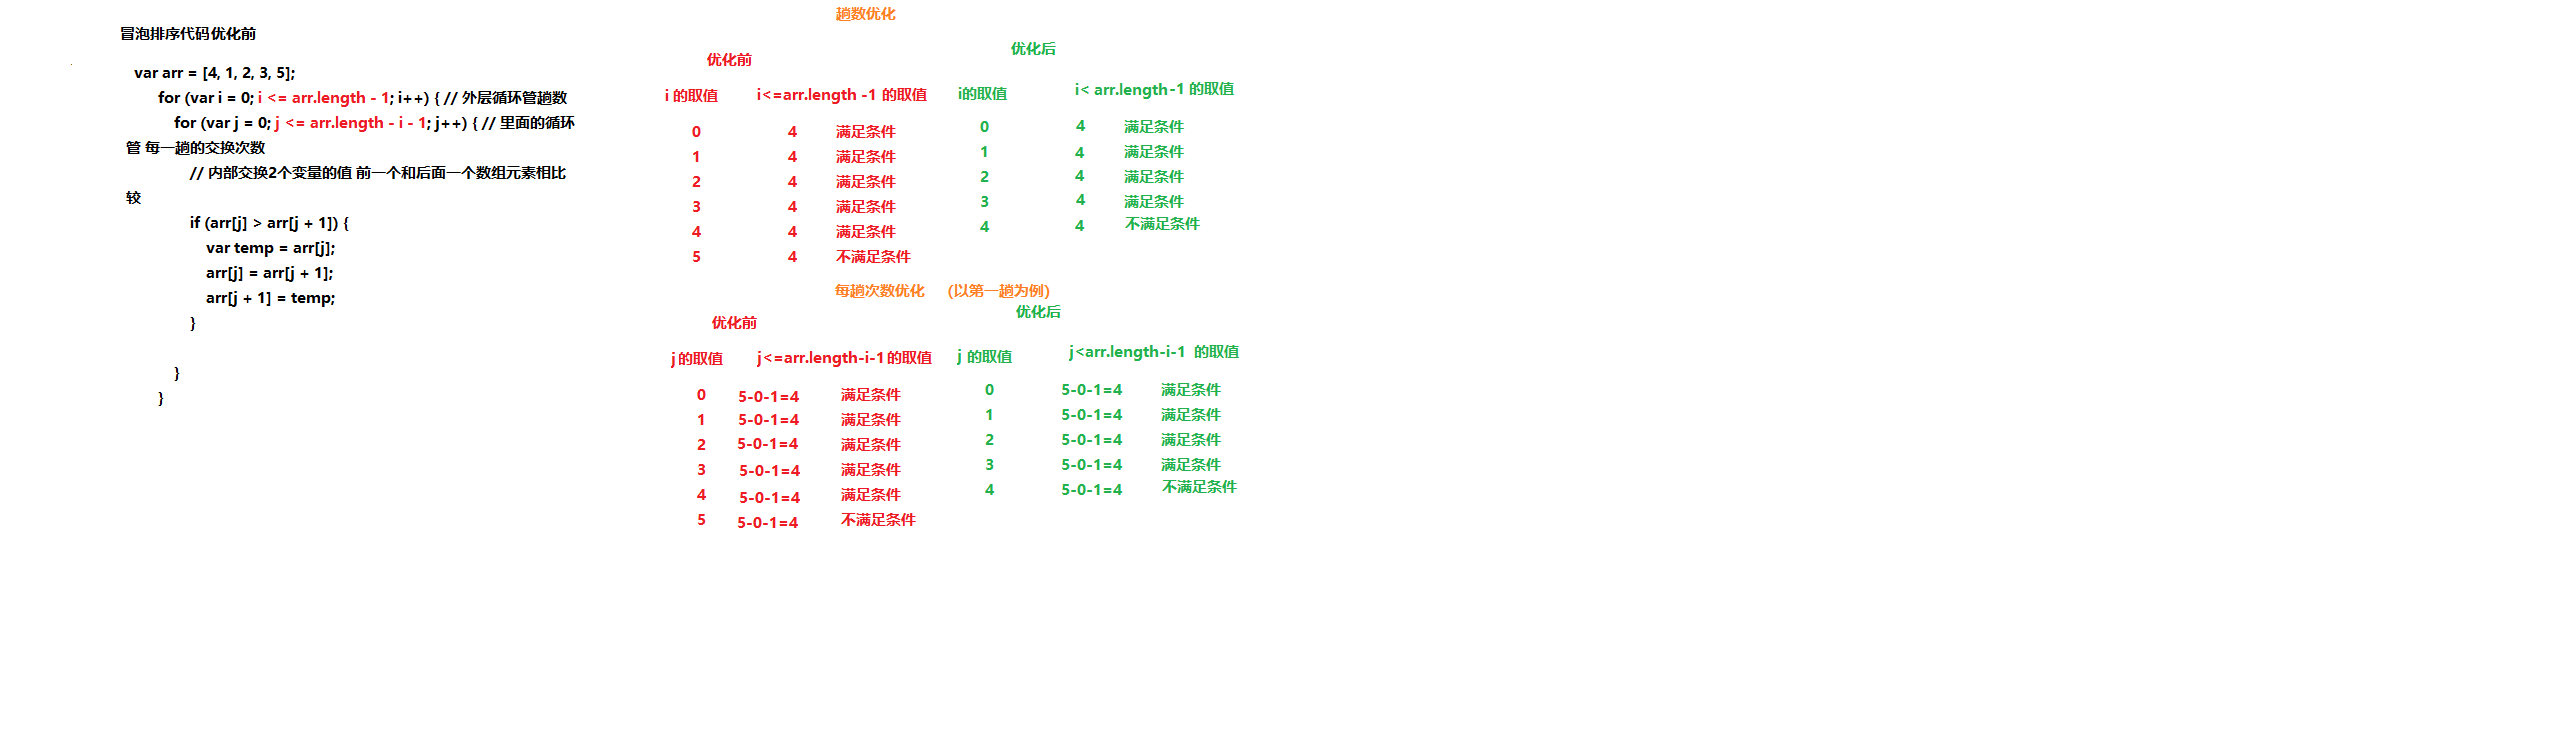 冒泡排序代码优化前
var arr = [4, 1, 2, 3, 5];
for (var i = 0; i <= arr.length - 1; i++) { // 外层循环管趟数
for (var j = 0; j <= arr.length - i - 1; j++) { // 里面的循环
管 每一趟的交换次数
// 内部交换2个变量的值 前一个和后面一个数组元素相比
较
if (arr[j] > arr[j + 1]) {
var temp = arr[j];
arr[j] = arr[j + 1];
arr[j + 1] = temp;
}
}
}
趟数优化
优化前
i 的取值 i<=arr.length -1 的取值
0 4 满足条件
1 4 满足条件
2 4 满足条件
3 4 满足条件
4 4 满足条件
5 4 不满足条件
优化后
i的取值 i< arr.length-1 的取值
0 4 满足条件
1 4 满足条件
2 4 满足条件
3 4 满足条件
4 4 不满足条件
每趟次数优化 (以第一趟为例)
优化前
j 的取值 j<=arr.length-i-1 的取值
0 5-0-1=4 满足条件
1 5-0-1=4 满足条件
2 5-0-1=4 满足条件
3 5-0-1=4 满足条件
4 5-0-1=4 满足条件
5 5-0-1=4 不满足条件
优化后
j 的取值 j<arr.length-i-1 的取值
0 5-0-1=4 满足条件
1 5-0-1=4 满足条件
2 5-0-1=4 满足条件
3 5-0-1=4 满足条件
4 5-0-1=4 不满足条件